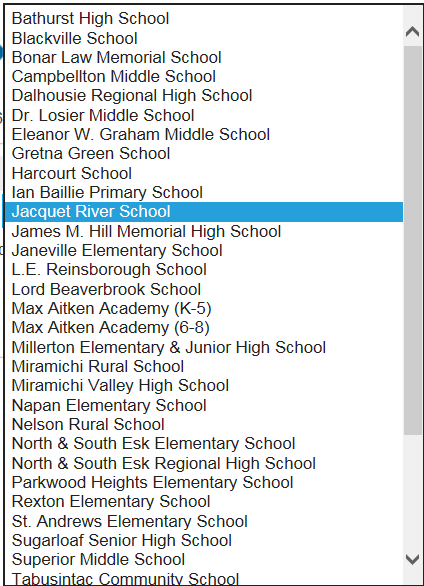 Bathurst High School
Blackville School
Bonar Law Memorial School
Campbellton Middle School
Dalhousie Regional High School
Dr. Losier Middle School
Eleanor W. Graham Middle School
Gretna Green School
Harcourt School
Ian Baillie Primary School
Jacquet River School
James M. Hill Memorial High School
Janeville Elementary School
L.E. Reinsborough School
Lord Beaverbrook School
Max Aitken Academy (K-5)
Max Aitken Academy (6-8)
Millerton Elementary & Junior High School
Miramichi Rural School
Miramichi Valley High School
Napan Elementary School
Nelson Rural School
North & South Esk Elementary School
North & South Esk Regional High School
Parkwood Heights Elementary School
Rexton Elementary School
St. Andrews Elementary School
Sugarloaf Senior High School
Superior Middle School
Tabusintac Community School